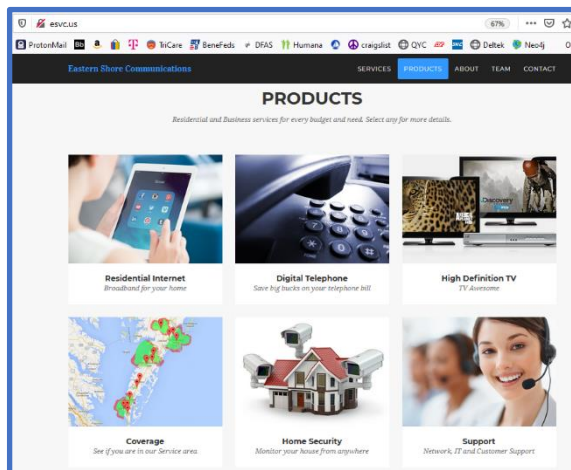 esvc.us
67%
ProtonMail Bb TriCare BeneFeds DFAS Humana craigslist QYC Deltek Neo4j
Eastern Shore Communications SERVICES PRODUCTS ABOUT TEAM CONTACT
PRODUCTS
Residential and Business services for every budget and need. Select any for more details.
Discovery
Residential Internet
Broadband for your home
Digital Telephone
Save big bucks on your telephone bill
High Definition TV
TV Awesome
Coverage
See if you are in our Service area
Home Security
Monitor your house from anywhere
Support
Network, IT and Customer Support